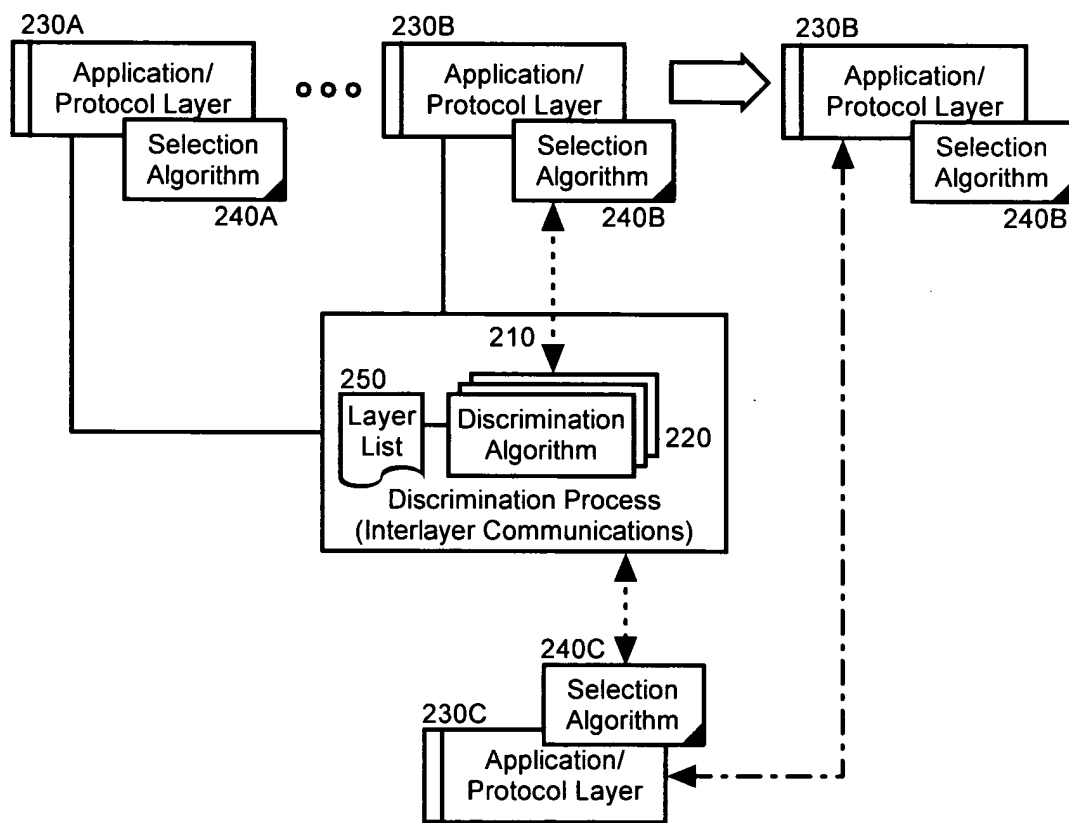 230A
Application/
Protocol Layer
Selection
Algorithm
240A
230B
Application/
Protocol Layer
Selection
Algorithm
240B
230B
Application/
Protocol Layer
Selection
Algorithm
240B
210
250
Layer
List
Discrimination
Algorithm
220
Discrimination Process
(Interlayer Communications)
240C
Selection
Algorithm
230C
Application/
Protocol Layer